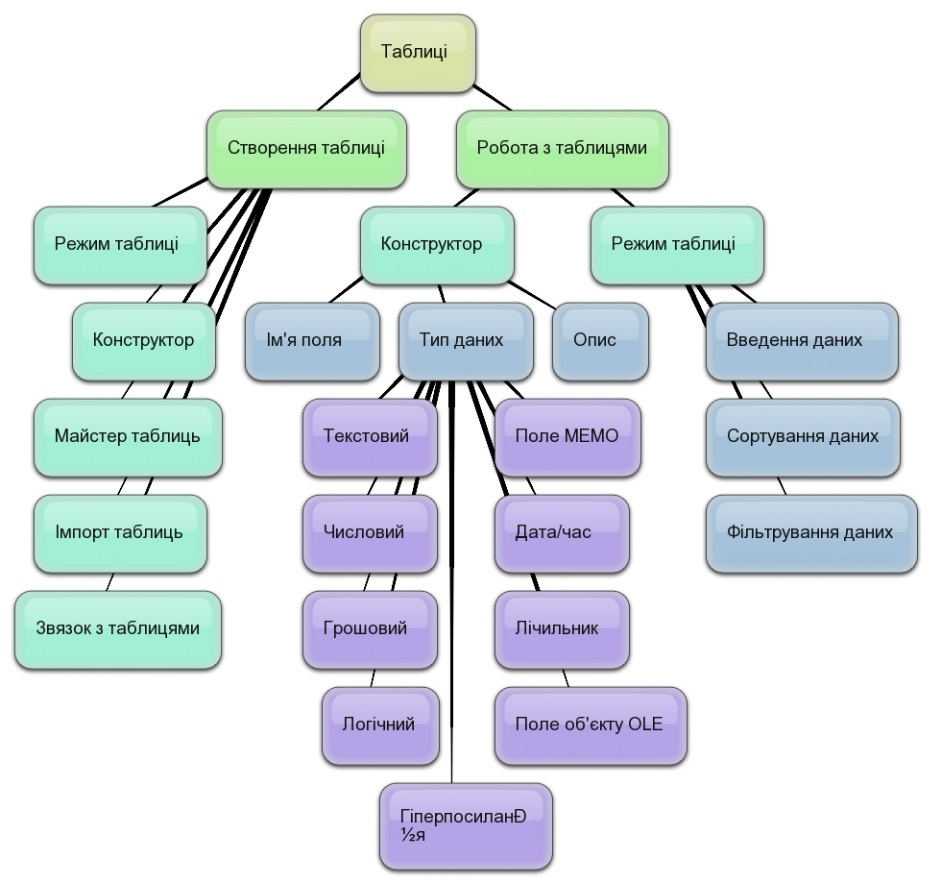 Таблиці
Створення таблиці
Робота з таблицями
Режим таблиці
Конструктор
Режим таблиці
Конструктор
Ім'я поля
Тип даних
Опис
Введення даних
Майстер таблиць
Текстовий
Поле MEMO
Сортування даних
Імпорт таблиць
Числовий
Дата/час
Фільтрування даних
Звязок з таблицями
Грошовий
Лічильник
Логічний
Поле об'єкту OLE
ГіперпосиланÐ
½я